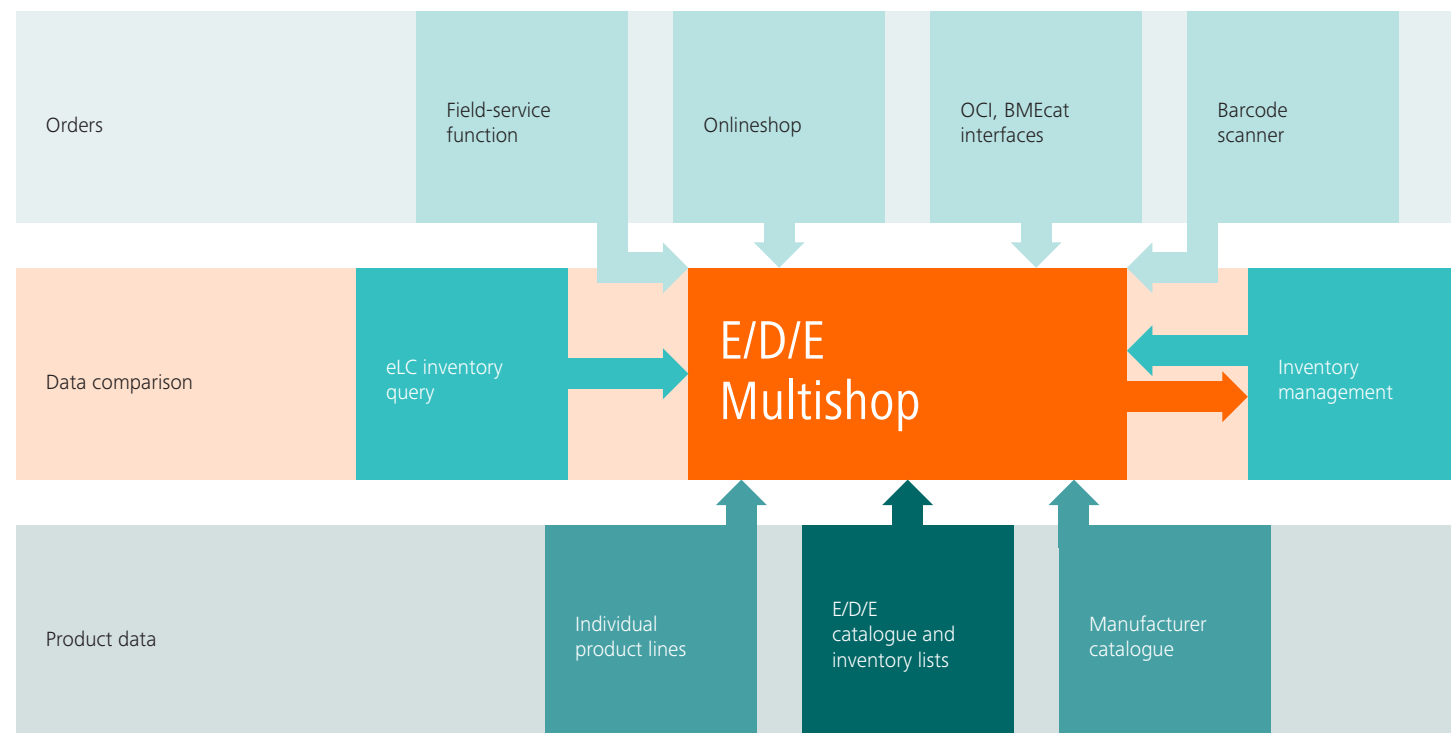 Orders
Field-service
function
Onlineshop
OCI, BMEcat
interfaces
Barcode
scanner
Data comparison
eLC inventory
query
E/D/E
Multishop
Inventory
management
Product data
Individual
product lines
E/D/E
catalogue and
inventory lists
Manufacturer
catalogue